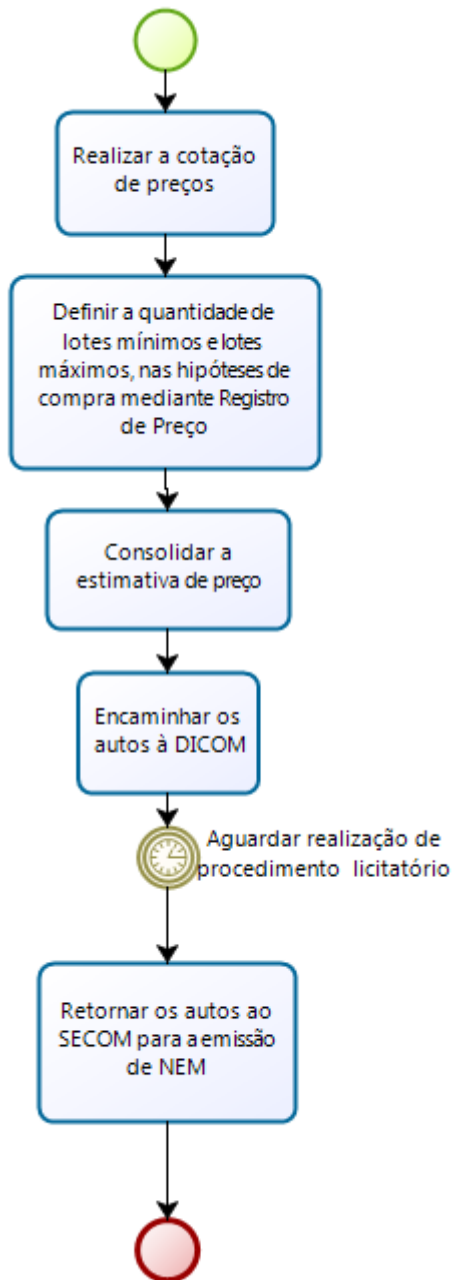 Realizar a cotação
de preços
Definir a quantidade de
lotes mínimos e lotes
máximos, nas hipóteses de
compra mediante Registro
de Preço
Consolidar a
estimativa de preço
Encaminhar os
autos à DICOM
Aguardar realização de
procedimento licitatório
Retornar os autos ao
SECOM para a emissão
de NEM